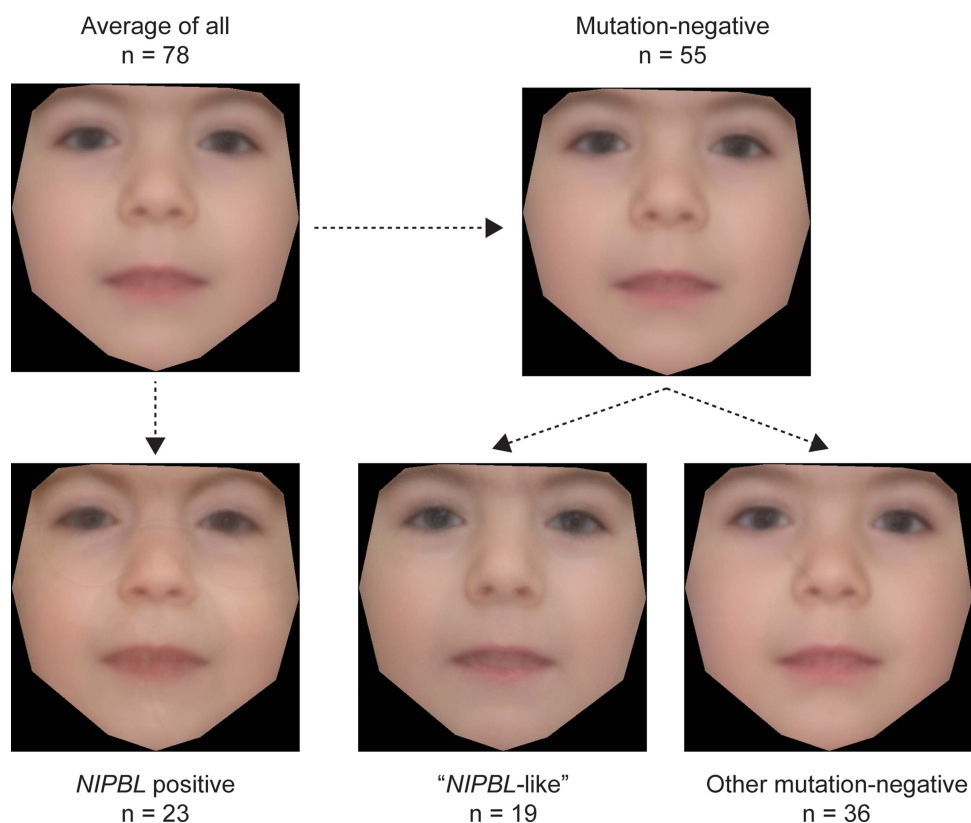 Average of all
n = 78
Mutation-negative
n = 55
NIPBL positive
n = 23
“NIPBL-like”
n = 19
Other mutation-negative
n = 36